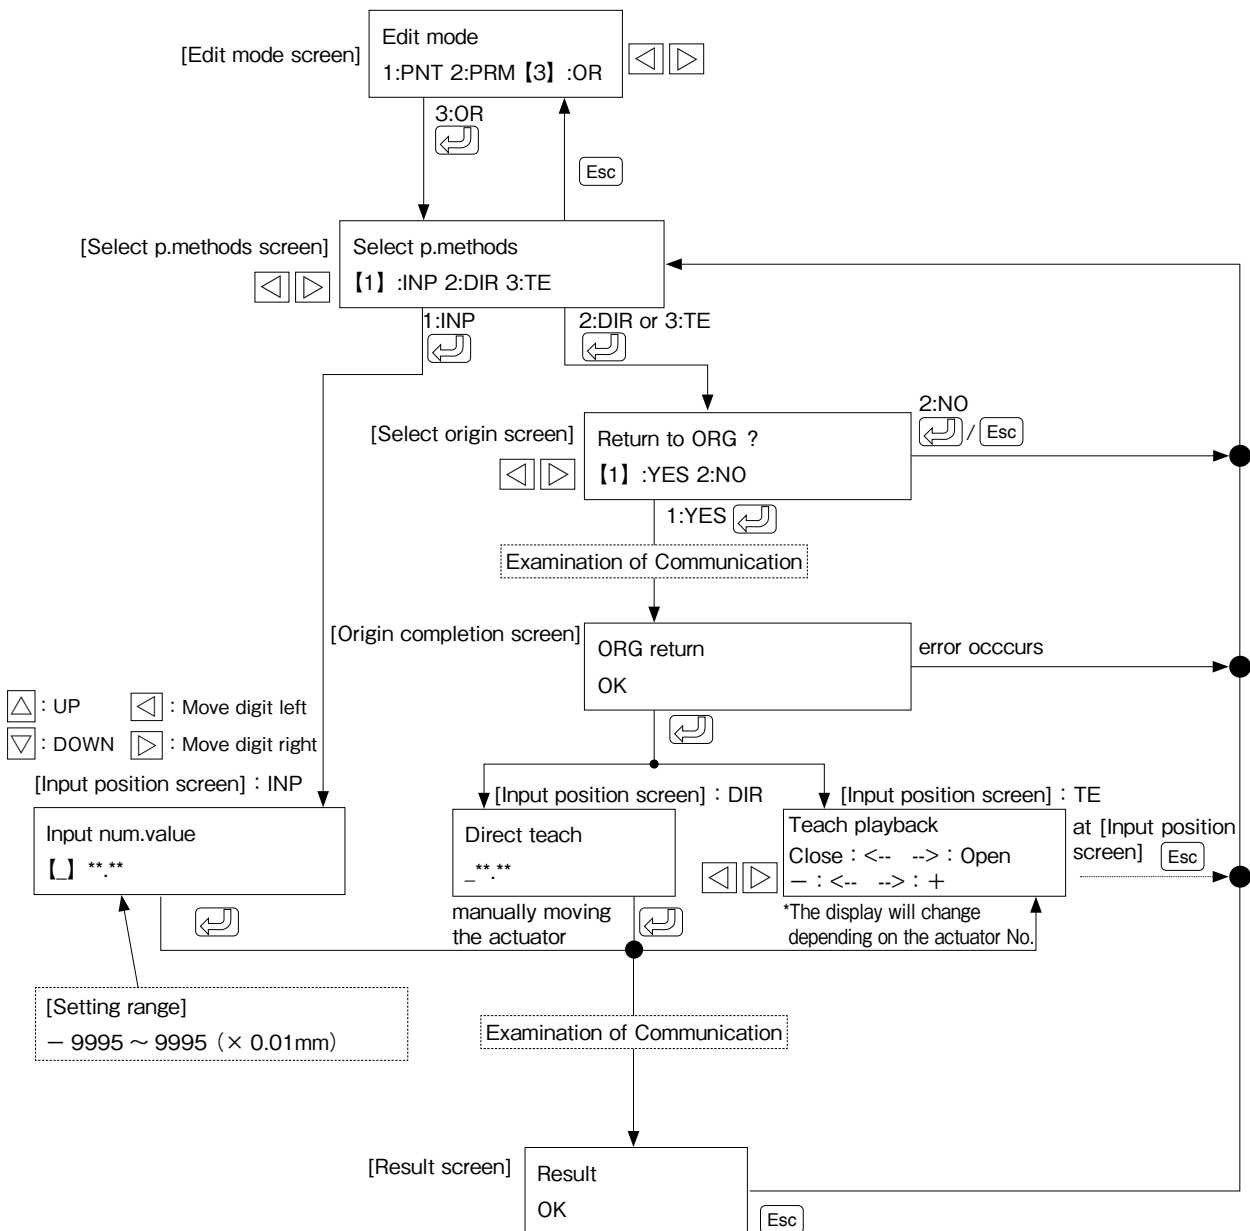 Edit mode
[Edit mode screen]
1:PNT 2:PRM【3】:OR
3:OR
Esc
[Select p.methods screen]
Select p.methods
【1】:INP 2:DIR 3:TE
1:INP
2:DIR or 3:TE
2:NO
/ Esc
[Select origin screen]
Return to ORG ?
【1】:YES 2:NO
1:YES
Examination of Communication
[Origin completion screen]
ORG return
OK
error occcurs
△:UP ◁:Move digit left
▽:DOWN ▷:Move digit right
[Input position screen]:INP
Input num.value
【_】**.**
[Input position screen]:DIR
Direct teach
_**.**
manually moving
the actuator
[Input position screen]:TE
Teach playback
Close:<-- -->:Open
－:<-- -->:＋
*The display will change
depending on the actuator No.
at [Input position
screen] Esc
[Setting range]
－9995～9995（×0.01mm）
Examination of Communication
[Result screen]
Result
OK
Esc